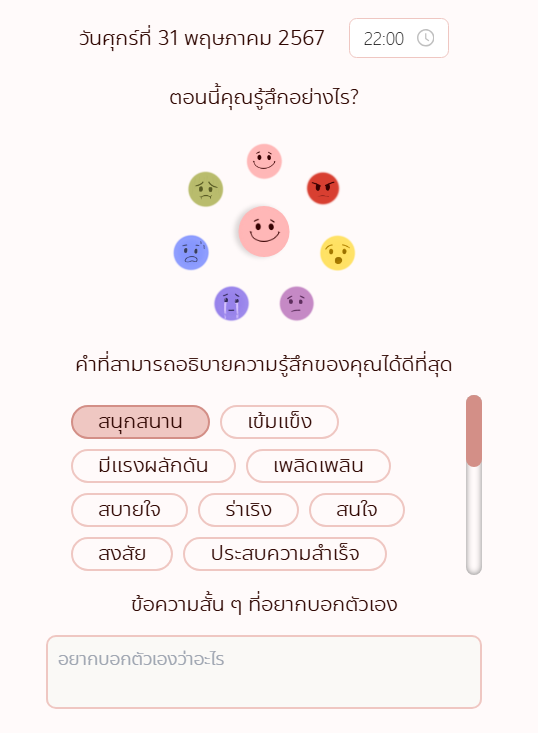 วันศุกร์ที่ 31 พฤษภาคม 2567 22:00
ตอนนี้คุณรู้สึกอย่างไร?
คำที่สามารถอธิบายความรู้สึกของคุณได้ดีที่สุด
สนุกสนาน เข้มแข็ง
มีแรงผลักดัน เพลิดเพลิน
สบายใจ ร่าเริง สนใจ
สงสัย ประสบความสำเร็จ
ข้อความสั้น ๆ ที่อยากบอกตัวเอง
อยากบอกตัวเองว่าอะไร